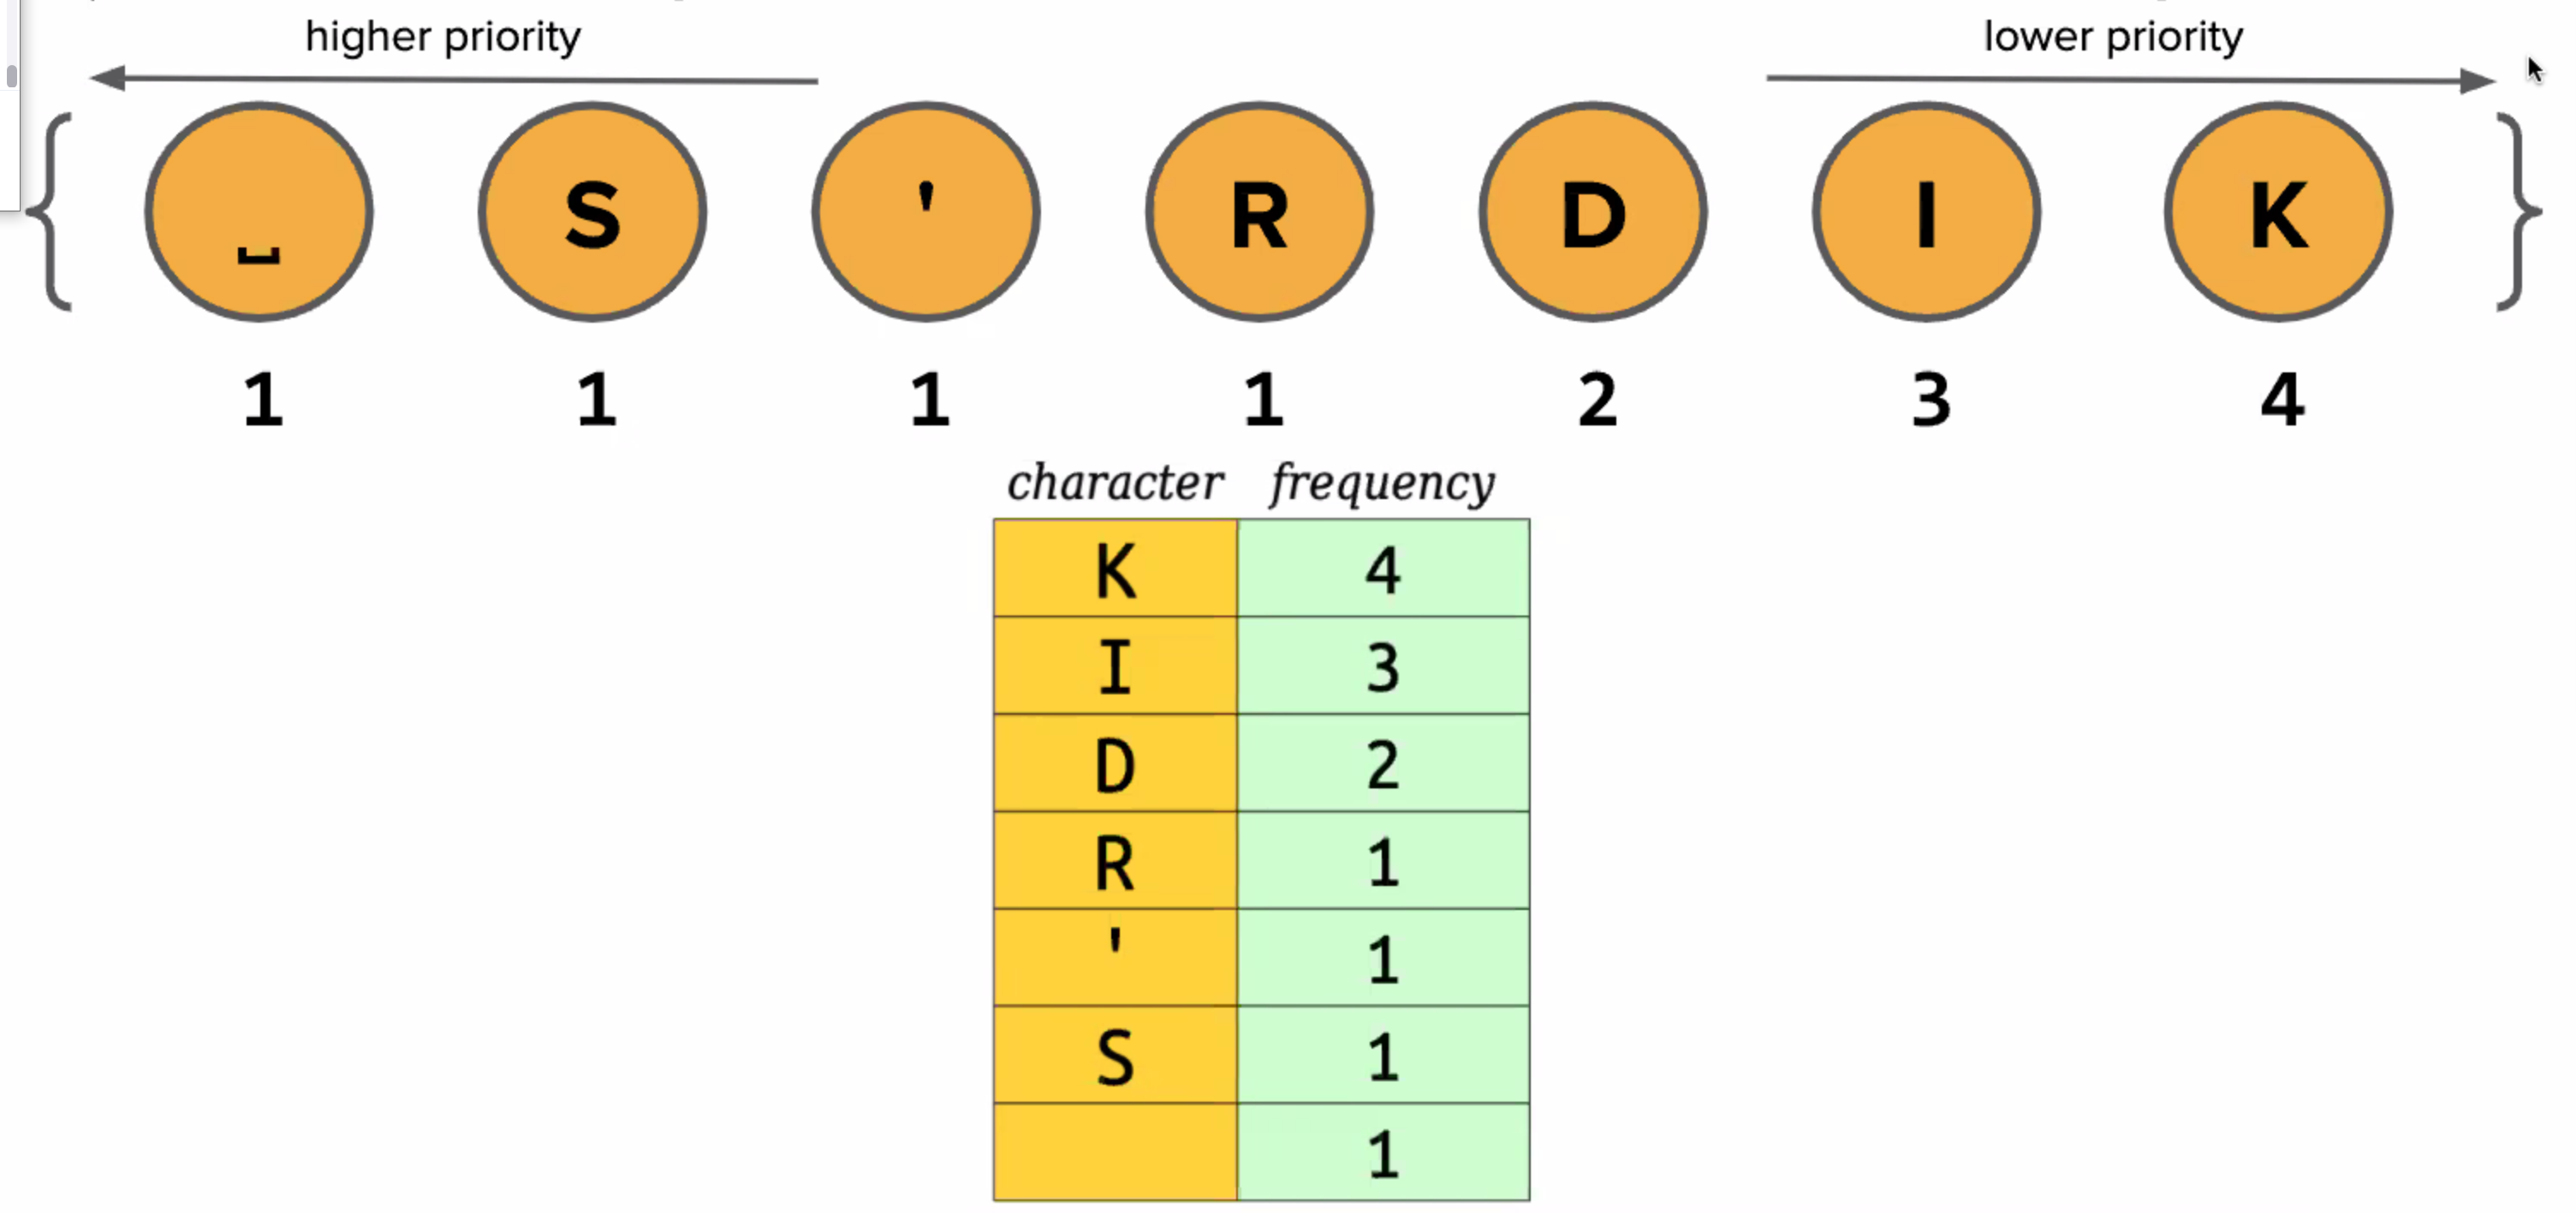 higher priority lower priority
{ ␣ S ' R D I K }
1 1 1 1 2 3 4
character frequency
K 4
I 3
D 2
R 1
' 1
S 1
1